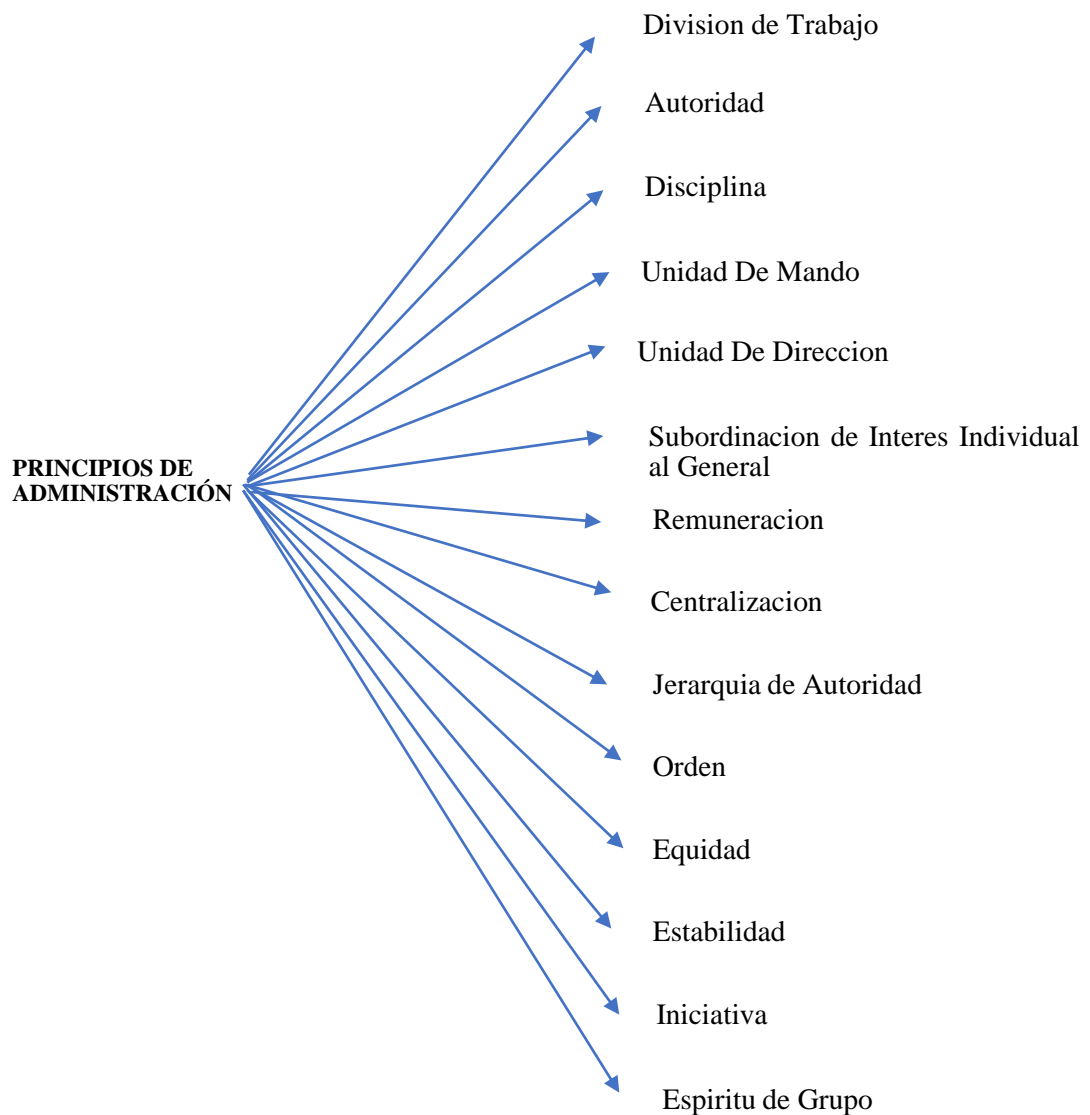 Division de Trabajo
Autoridad
Disciplina
Unidad De Mando
Unidad De Direccion
Subordinacion de Interes Individual
al General
PRINCIPIOS DE
ADMINISTRACIÓN
Remuneracion
Centralizacion
Jerarquia de Autoridad
Orden
Equidad
Estabilidad
Iniciativa
Espiritu de Grupo